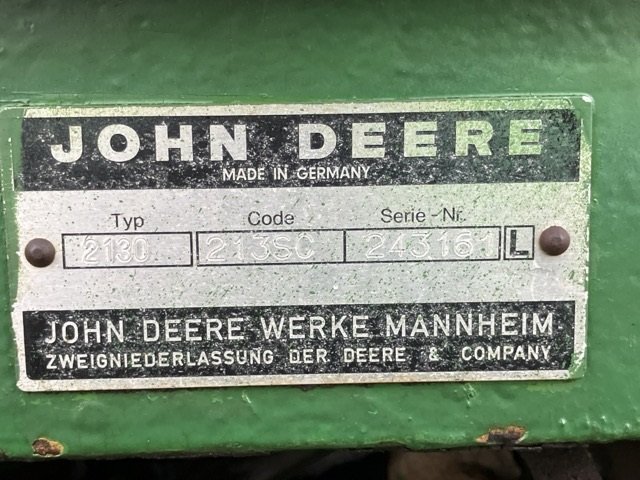 JOHN DEERE
MADE IN GERMANY
Typ Code Serie-Nr.
2130 213SC 243161 L
JOHN DEERE WERKE MANNHEIM
ZWEIGNIEDERLASSUNG DER DEERE & COMPANY